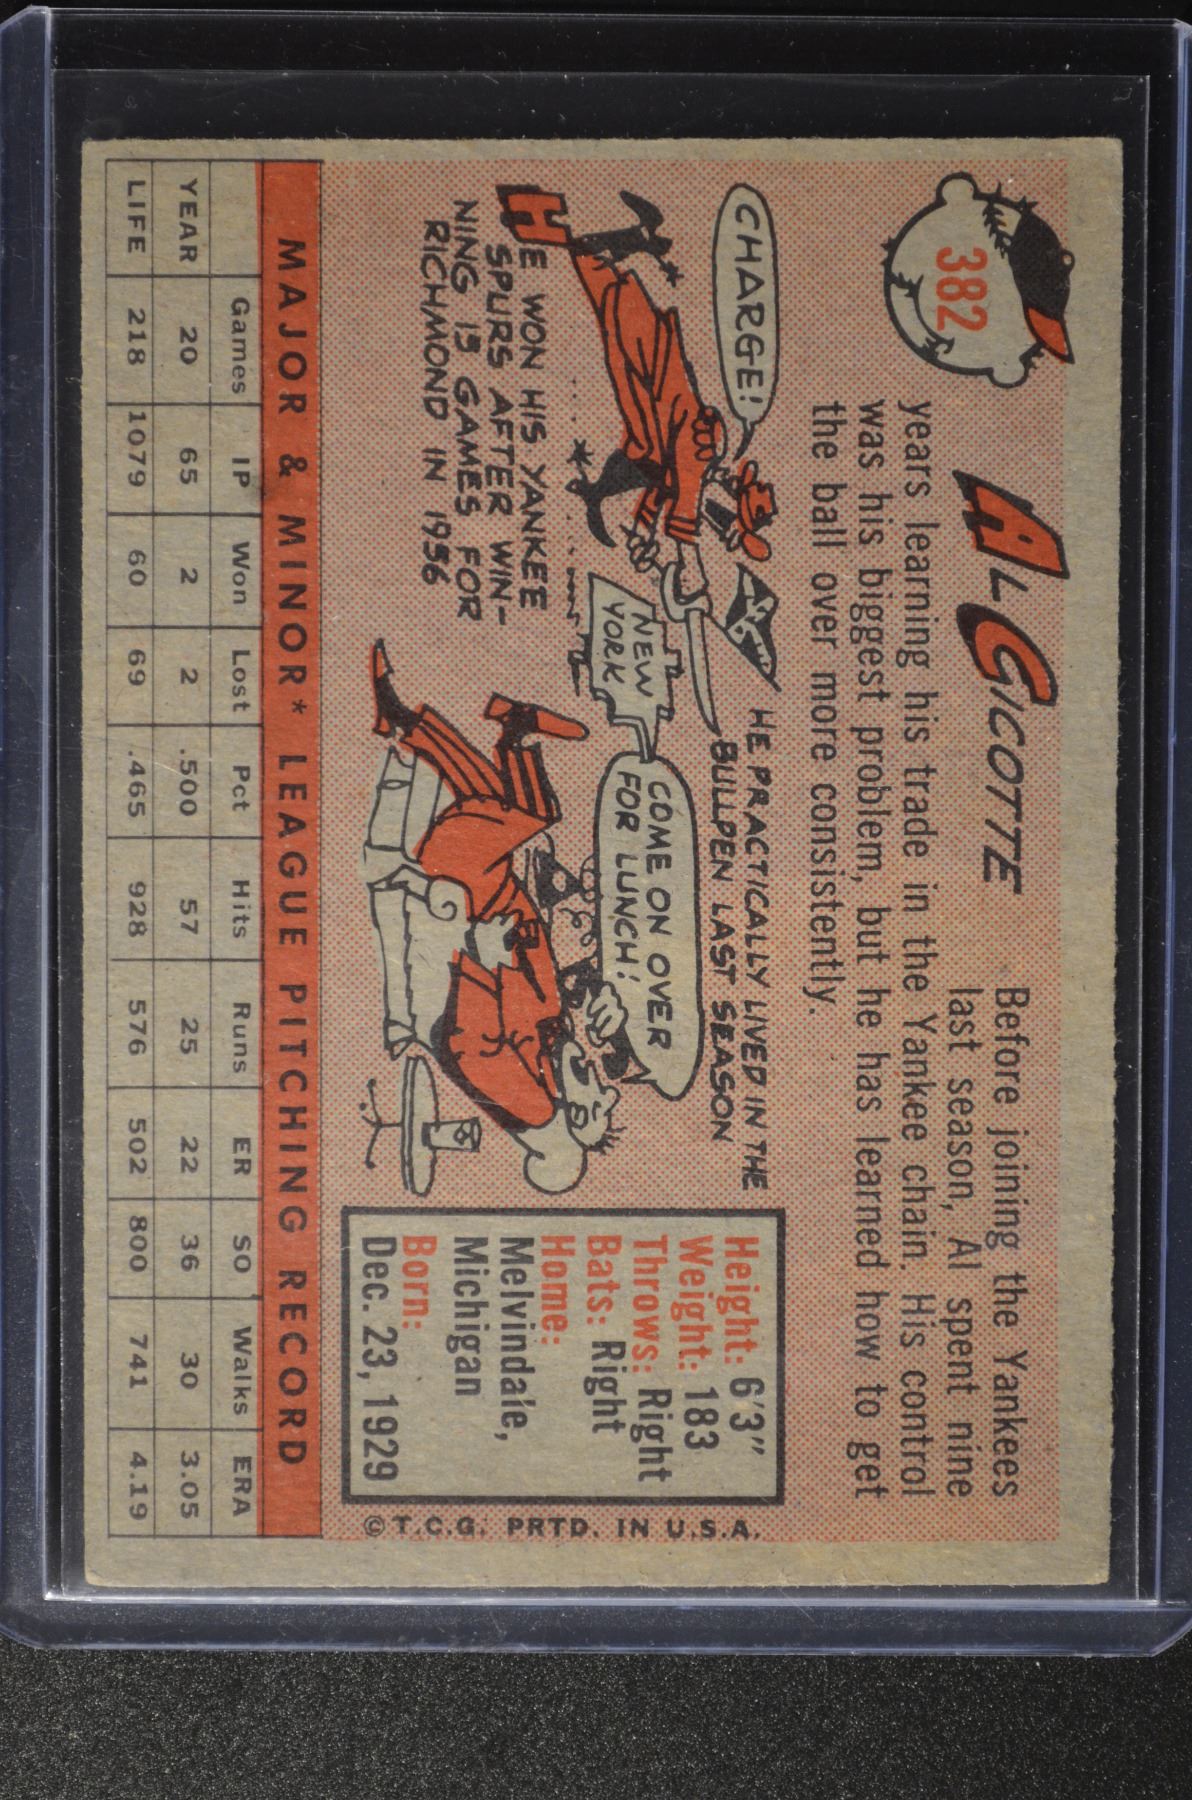 382
AL CICOTTE
Before joining the Yankees
last season, Al spent nine
years learning his trade in the Yankee chain. His control
was his biggest problem, but he has learned how to get
the ball over more consistently.
CHARGE!
HE WON HIS YANKEE
SPURS AFTER WIN-
NING 15 GAMES FOR
RICHMOND IN 1956
HE PRACTICALLY LIVED IN THE
BULLPEN LAST SEASON
NEW
YORK
COME ON OVER
FOR LUNCH!
Height: 6'3"
Weight: 183
Throws: Right
Bats: Right
Home:
Melvindale,
Michigan
Born:
Dec. 23, 1929
© T.C.G. PRTD. IN U.S.A.
MAJOR & MINOR* LEAGUE PITCHING RECORD
Games IP Won Lost Pct Hits Runs ER SO Walks ERA
YEAR 20 65 2 2 .500 57 25 22 36 30 3.05
LIFE 218 1079 60 69 .465 928 576 502 800 741 4.19